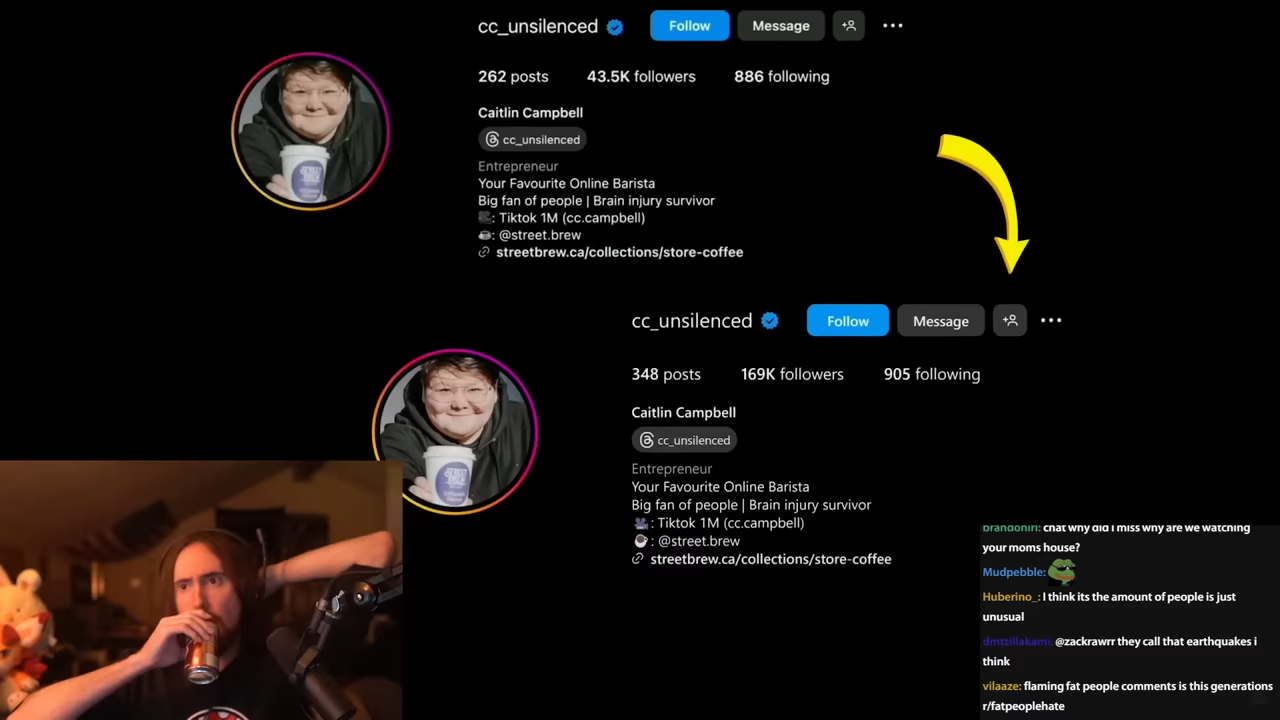 cc_unsilenced Follow Message
262 posts 43.5K followers 886 following
Caitlin Campbell
cc_unsilenced
Entrepreneur
Your Favourite Online Barista
Big fan of people | Brain injury survivor
: Tiktok 1M (cc.campbell)
: @street.brew
streetbrew.ca/collections/store-coffee
cc_unsilenced Follow Message
348 posts 169K followers 905 following
Caitlin Campbell
cc_unsilenced
Entrepreneur
Your Favourite Online Barista
Big fan of people | Brain injury survivor
: Tiktok 1M (cc.campbell)
: @street.brew
streetbrew.ca/collections/store-coffee
brandoniri: chat why did I miss why are we watching
your moms house?
Mudpebble:
Huberino_: I think its the amount of people is just
unusual
dmtzillakami: @zackrawrr they call that earthquakes i
think
vilaaze: flaming fat people comments is this generations
r/fatpeoplehate